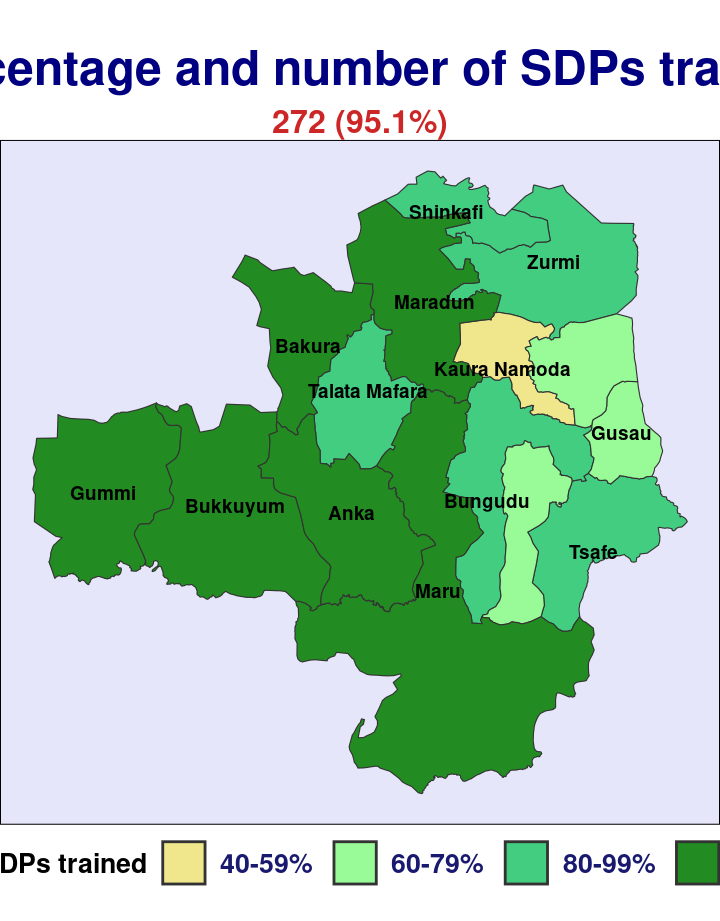 centage and number of SDPs tra
272 (95.1%)
Shinkafi
Zurmi
Maradun
Bakura
Kaura Namoda
Talata Mafara
Gusau
Gummi
Bukkuyum
Anka
Bungudu
Tsafe
Maru
DPs trained 40-59% 60-79% 80-99%